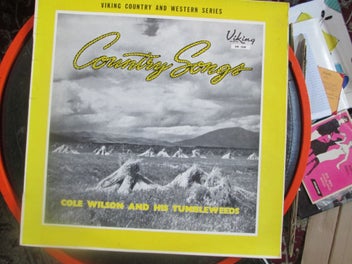 VIKING COUNTRY AND WESTERN SERIES
Viking
Country Songs
COLE WILSON AND HIS TUMBLEWEEDS